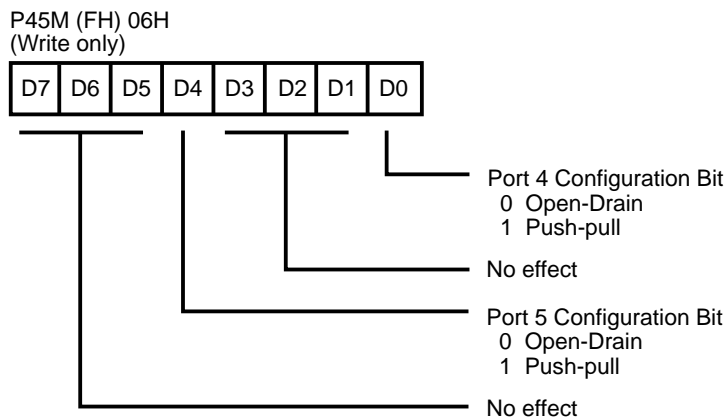 P45M (FH) 06H
(Write only)
D7 D6 D5 D4 D3 D2 D1 D0
Port 4 Configuration Bit
0 Open-Drain
1 Push-pull
No effect
Port 5 Configuration Bit
0 Open-Drain
1 Push-pull
No effect